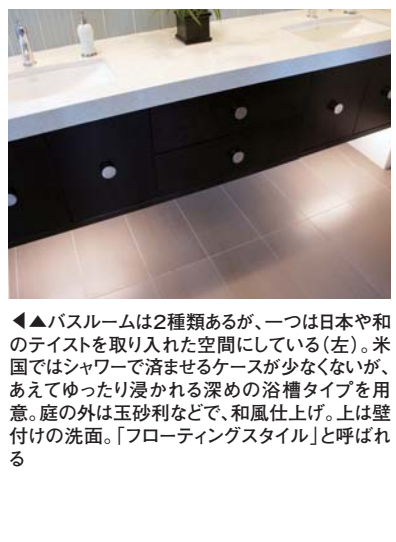 ◀▲バスルームは2種類あるが、一つは日本や和
のテイストを取り入れた空間にしている(左)。米
国ではシャワーで済ませるケースが少なくないが、
あえてゆったり浸かれる深めの浴槽タイプを用
意。庭の外は玉砂利などで、和風仕上げ。上は壁
付けの洗面。「フローティングスタイル」と呼ばれ
る